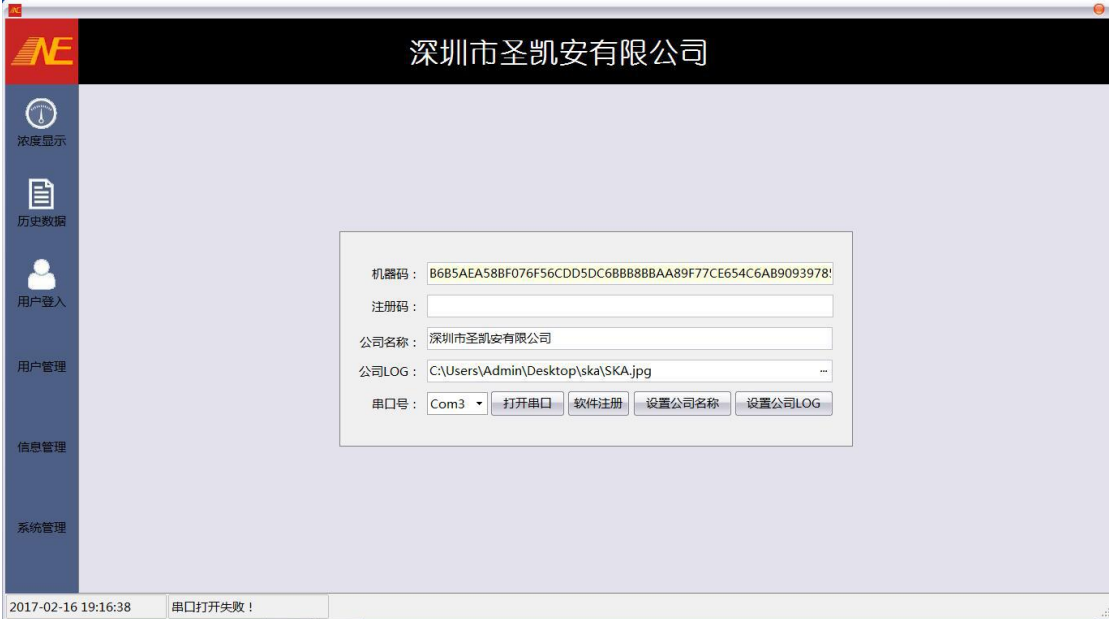 NE
深圳市圣凯安有限公司
浓度显示
历史数据
用户登入
用户管理
信息管理
系统管理
机器码: B6B5AEA58BF076F56CDD5DC6BBB8BBAA89F77CE654C6AB9093978
注册码:
公司名称: 深圳市圣凯安有限公司
公司LOG: C:\Users\Admin\Desktop\ska\SKA.jpg ...
串口号: Com3 打开串口 软件注册 设置公司名称 设置公司LOG
2017-02-16 19:16:38 串口打开失败!